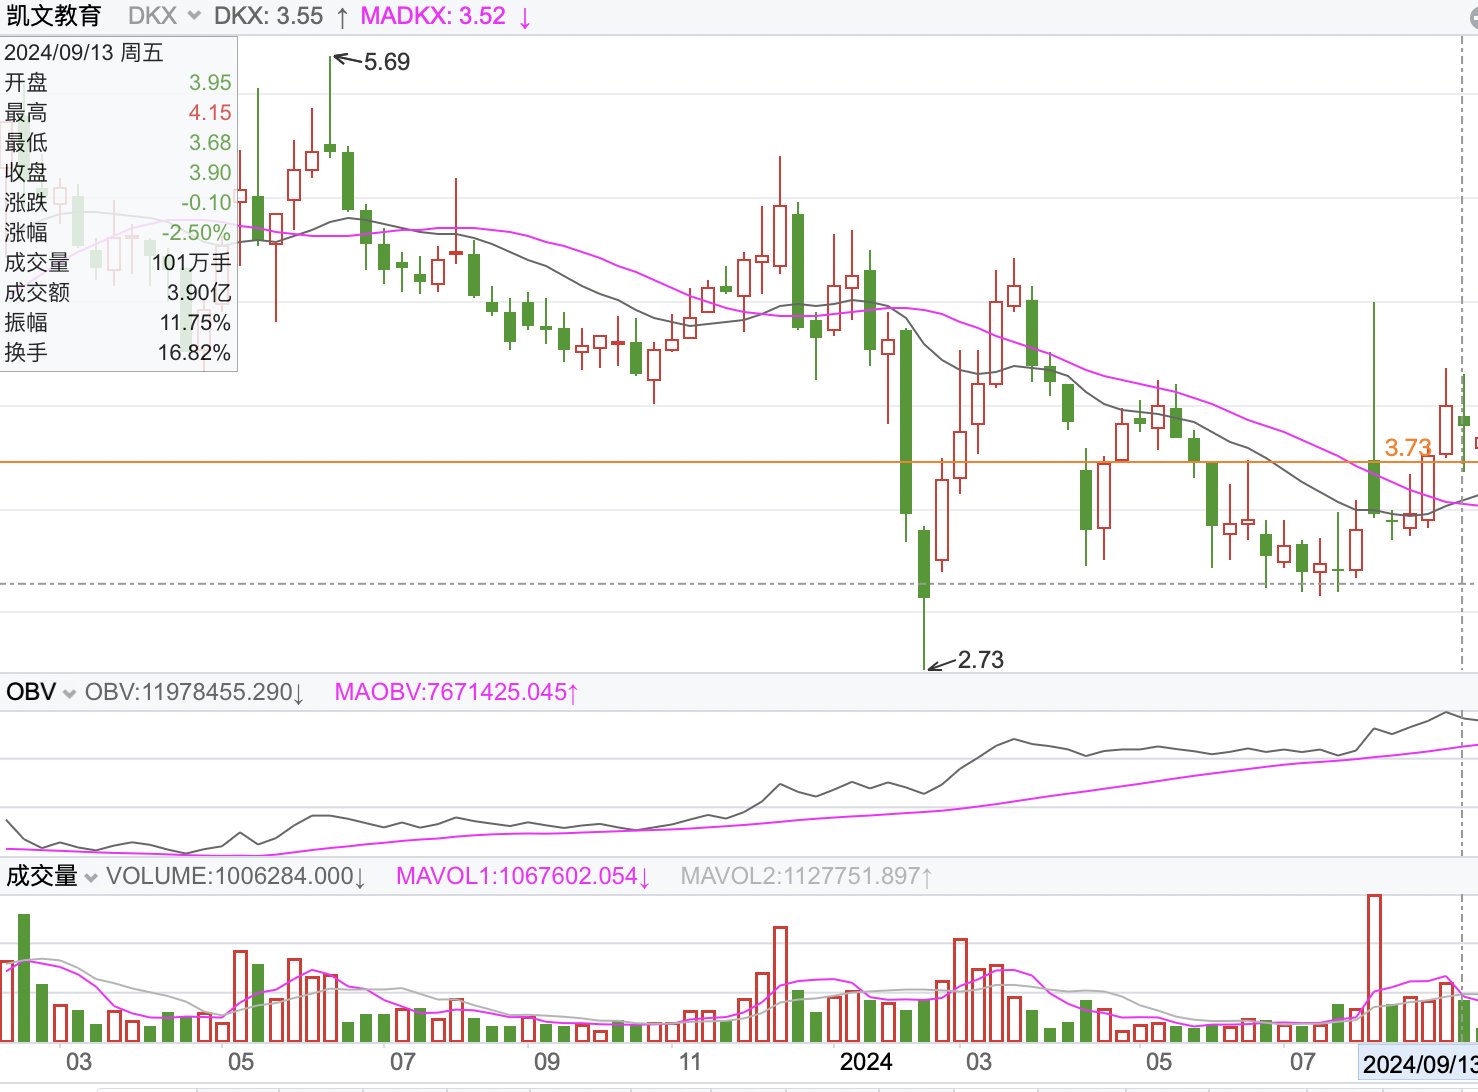 凯文教育 DKX DKX: 3.55 ↑ MADKX: 3.52 ↓
2024/09/13 周五
开盘 3.95
最高 4.15
最低 3.68
收盘 3.90
涨跌 -0.10
涨幅 -2.50%
成交量 101万手
成交额 3.90亿
振幅 11.75%
换手 16.82%
5.69
3.73
2.73
OBV OBV:11978455.290↓ MAOBV:7671425.045↑
成交量 VOLUME:1006284.000↓ MAVOL1:1067602.054↓ MAVOL2:1127751.897↑
03 05 07 09 11 2024 03 05 07 2024/09/13